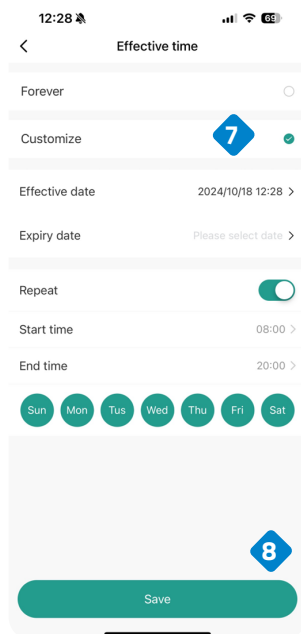 12:28 69
Effective time
Forever
Customize 7
Effective date 2024/10/18 12:28
Expiry date Please select date
Repeat
Start time 08:00
End time 20:00
Sun Mon Tus Wed Thu Fri Sat
8
Save